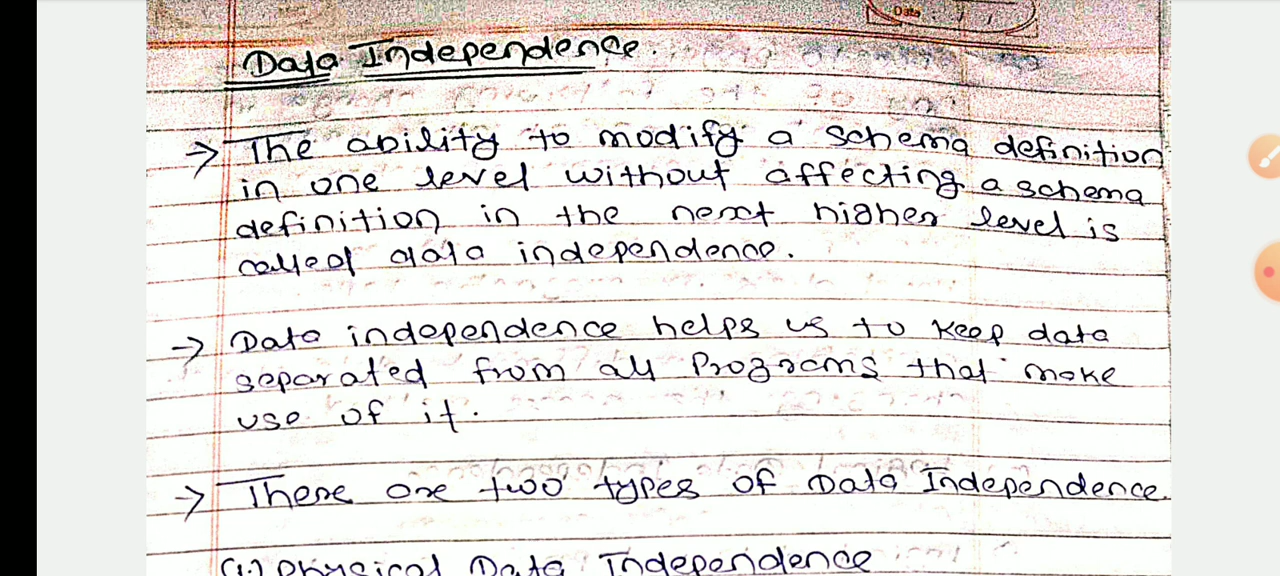 Data
Data Independence.
→ The ability to modify a schema definition
in one level without affecting a schema
definition in the next higher level is
called data independence.
→ Data independence helps us to keep data
separated from all programs that make
use of it.
→ There are two types of Data Independence.
(i) Physical Data Independence